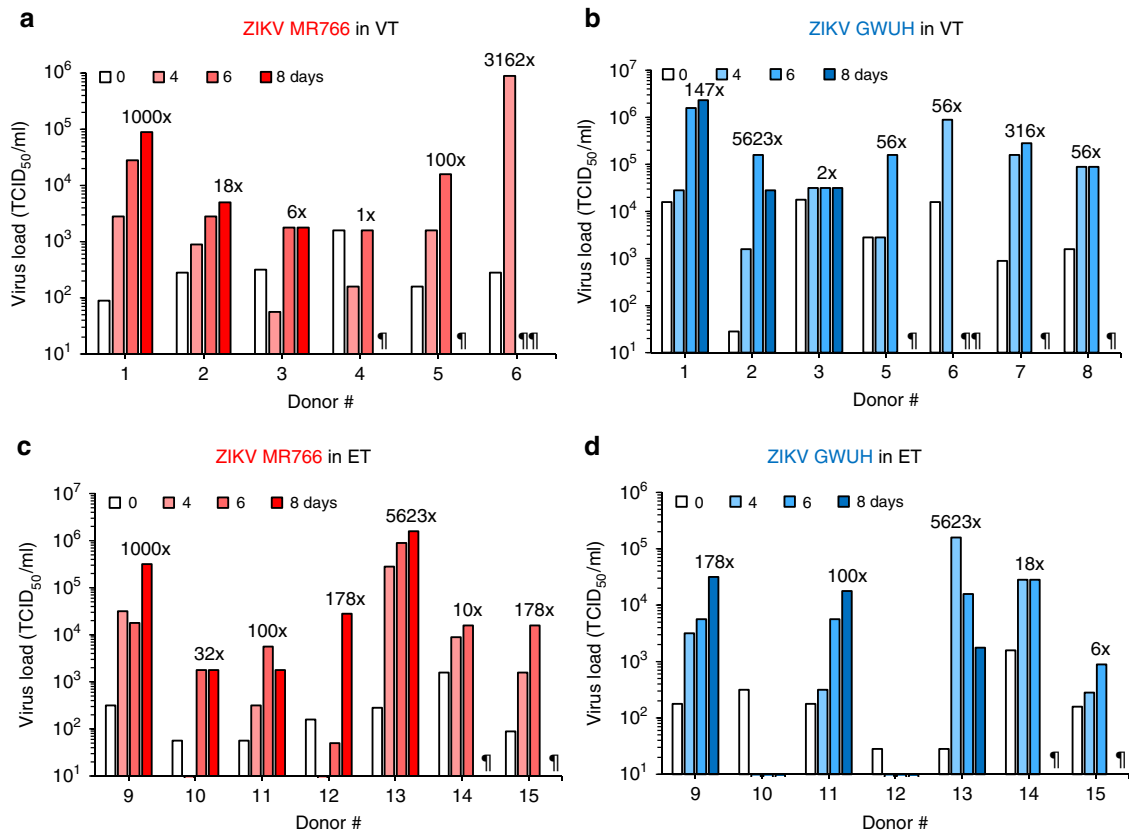 a
ZIKV MR766 in VT
0 4 6 8 days
Virus load (TCID50/ml)
10^6
10^5
10^4
10^3
10^2
10^1
1000x
18x
6x
1x
100x
3162x
¶ ¶ ¶¶
1 2 3 4 5 6
Donor #
b
ZIKV GWUH in VT
0 4 6 8 days
Virus load (TCID50/ml)
10^7
10^6
10^5
10^4
10^3
10^2
10^1
147x
5623x
2x
56x
56x
316x
56x
¶ ¶¶ ¶ ¶
1 2 3 5 6 7 8
Donor #
c
ZIKV MR766 in ET
0 4 6 8 days
Virus load (TCID50/ml)
10^7
10^6
10^5
10^4
10^3
10^2
10^1
1000x
32x
100x
178x
5623x
10x
178x
¶ ¶
9 10 11 12 13 14 15
Donor #
d
ZIKV GWUH in ET
0 4 6 8 days
Virus load (TCID50/ml)
10^6
10^5
10^4
10^3
10^2
10^1
178x
100x
5623x
18x
6x
¶ ¶
9 10 11 12 13 14 15
Donor #